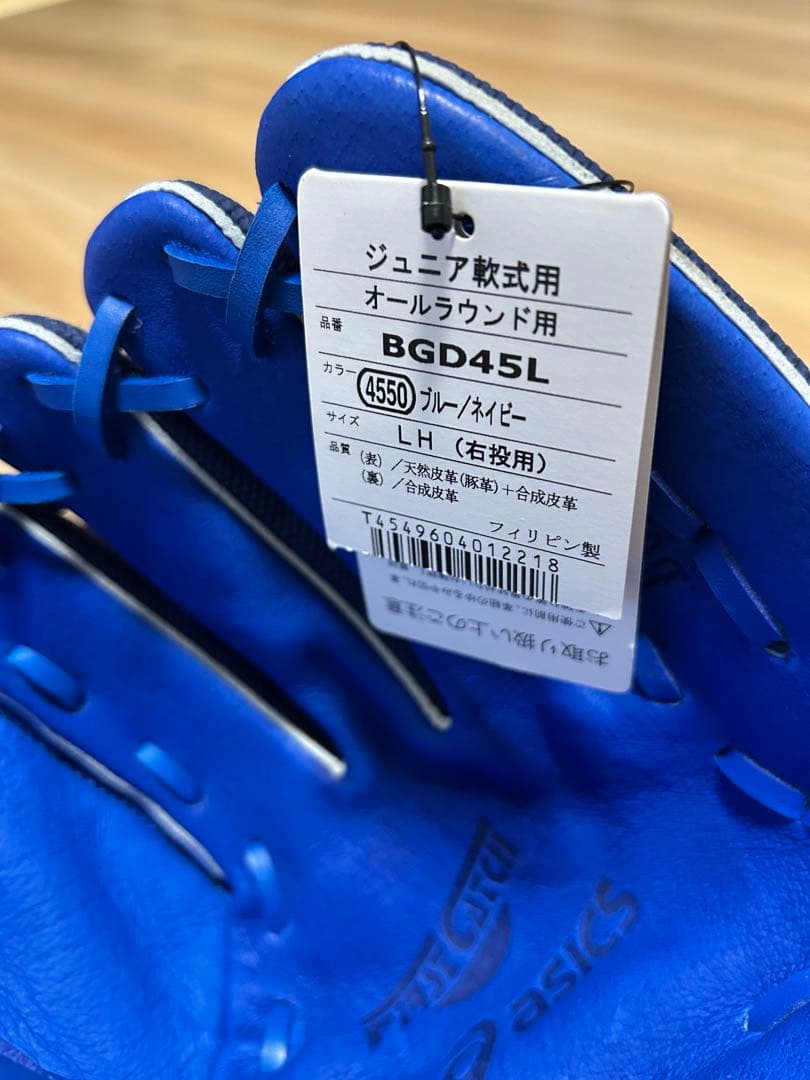 ジュニア軟式用
オールラウンド用
品番
BGD45L
カラー
4550 ブルー/ネイビー
サイズ
LH (右投用)
品質 (表) /天然皮革(豚革)+合成皮革
(裏) /合成皮革
フィリピン製
T4549604012218
お取り扱い上のご注意
FIRST CATCH
asics